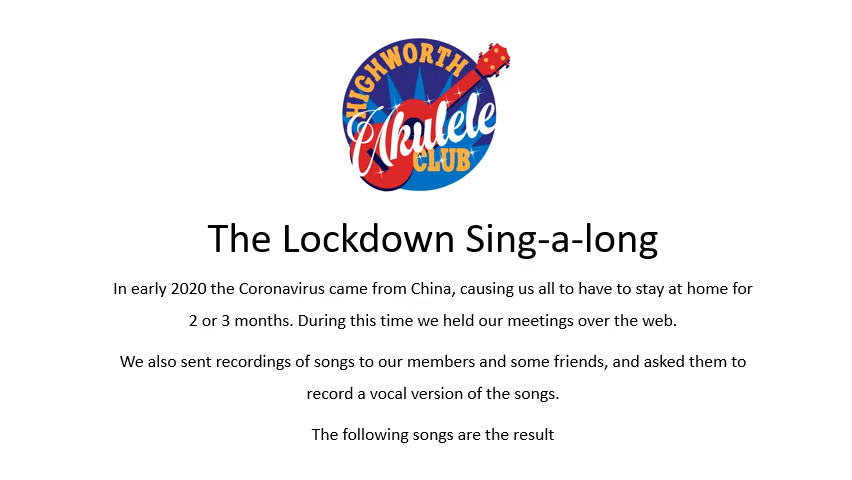 HIGHWORTH
Ukulele
CLUB
The Lockdown Sing-a-long
In early 2020 the Coronavirus came from China, causing us all to have to stay at home for
2 or 3 months. During this time we held our meetings over the web.
We also sent recordings of songs to our members and some friends, and asked them to
record a vocal version of the songs.
The following songs are the result